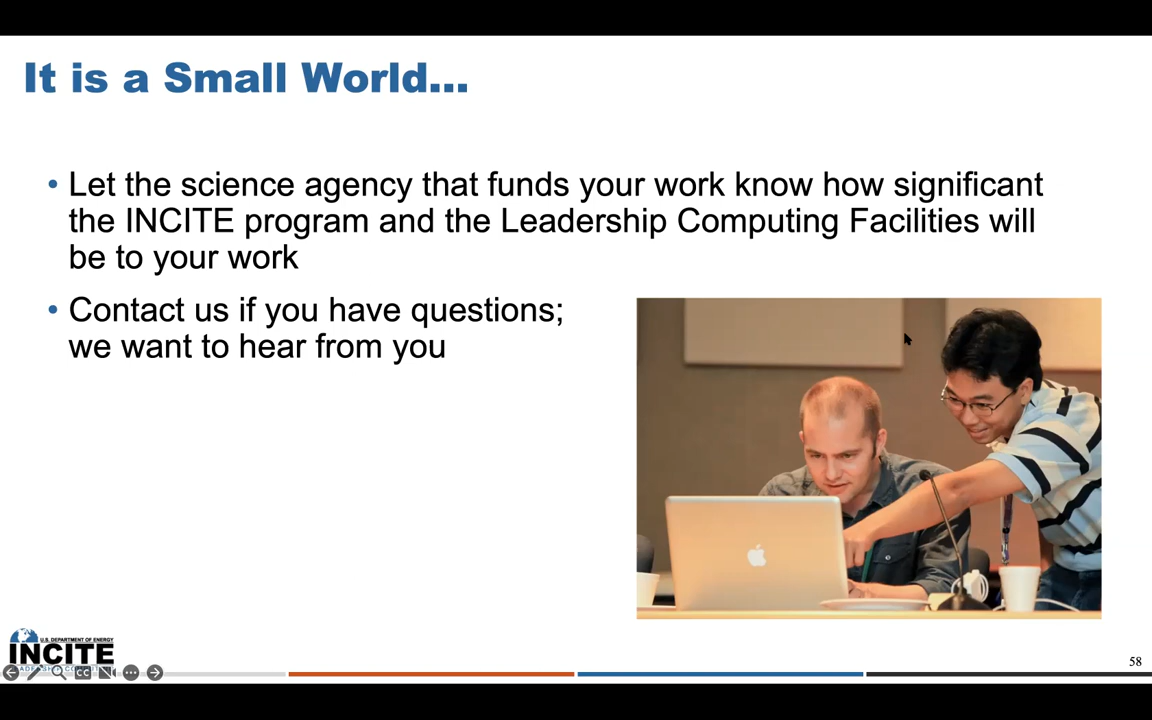 It is a Small World...
• Let the science agency that funds your work know how significant
the INCITE program and the Leadership Computing Facilities will
be to your work
• Contact us if you have questions;
we want to hear from you
U.S. DEPARTMENT OF ENERGY
INCITE
CC
58